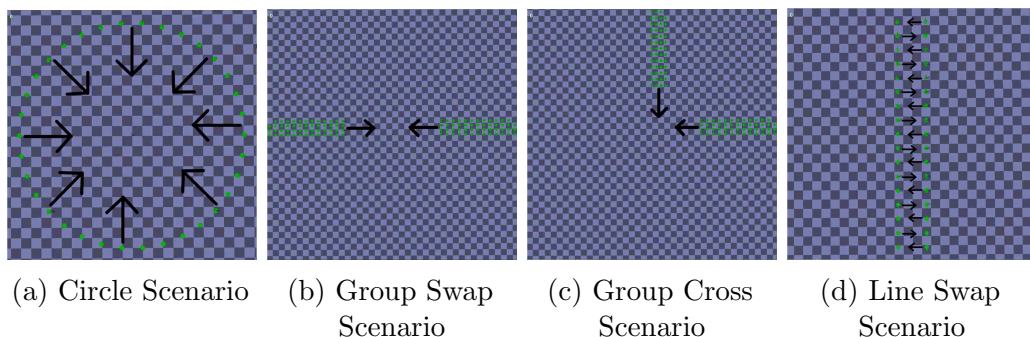 (a) Circle Scenario
(b) Group Swap
Scenario
(c) Group Cross
Scenario
(d) Line Swap
Scenario